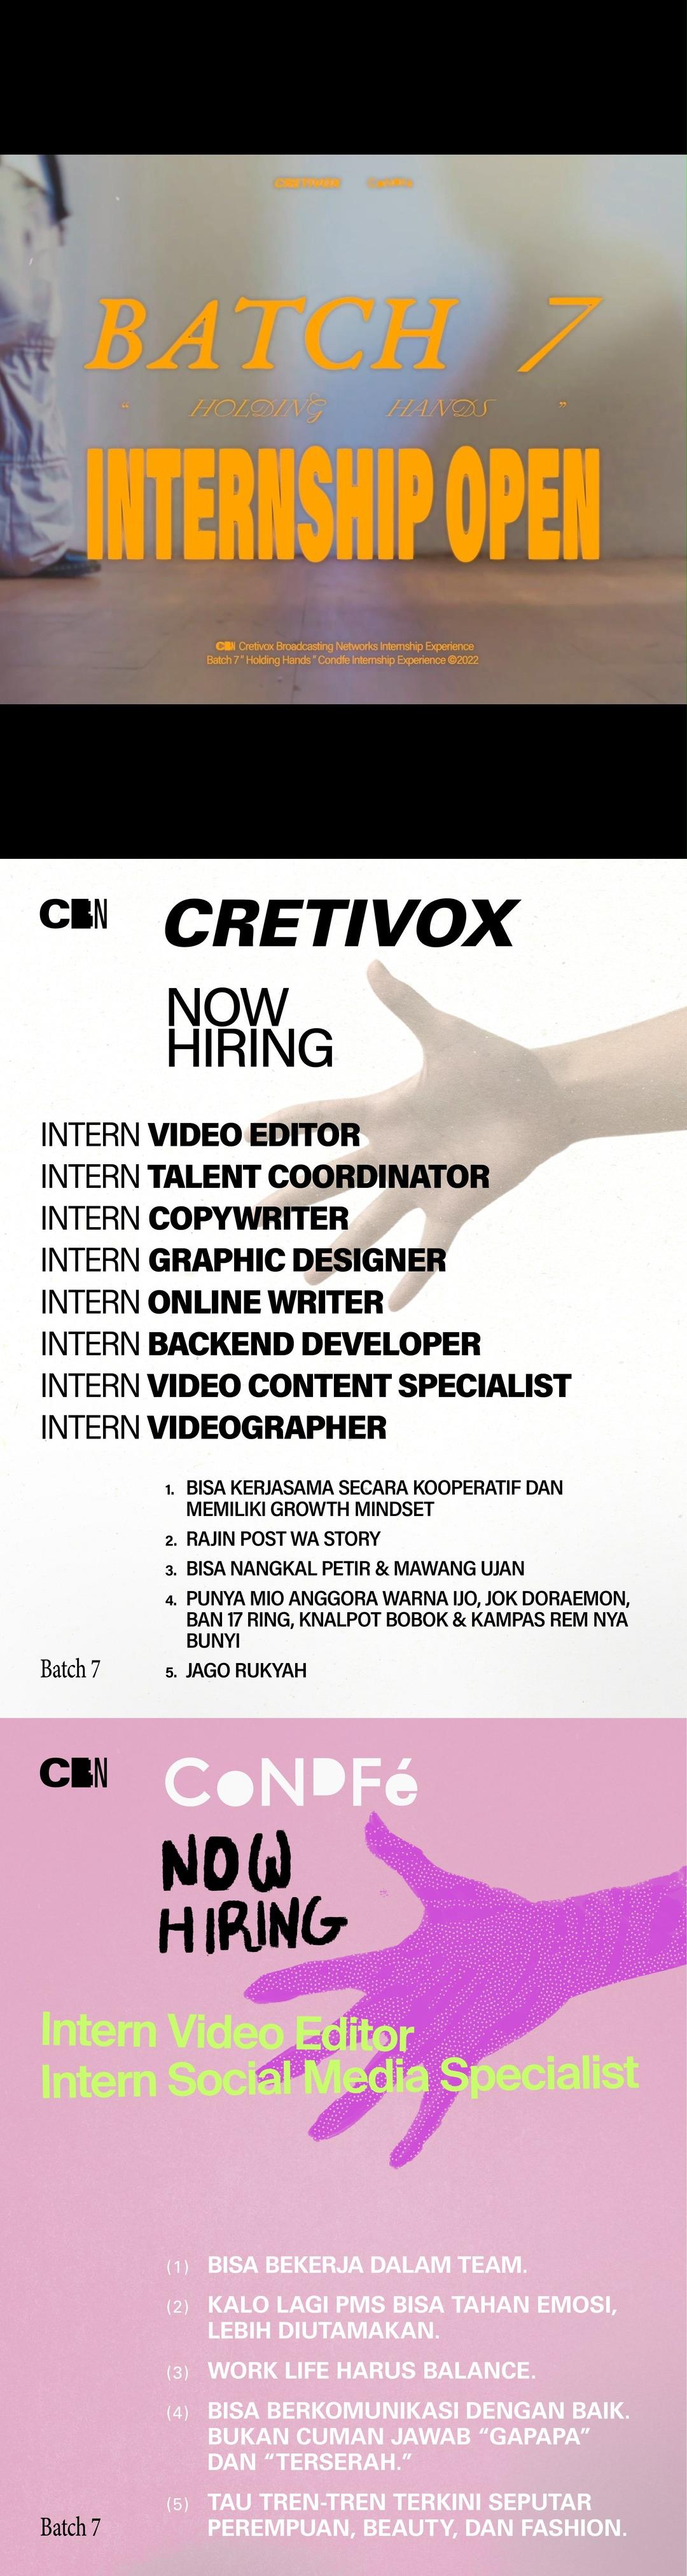 CRETIVOX CONDFé
BATCH 7
“ HOLDING HANDS ”
INTERNSHIP OPEN
CBN Cretivox Broadcasting Networks Internship Experience
Batch 7 “ Holding Hands ” Condfe Internship Experience ©2022
CBN
CRETIVOX
NOW
HIRING
INTERN VIDEO EDITOR
INTERN TALENT COORDINATOR
INTERN COPYWRITER
INTERN GRAPHIC DESIGNER
INTERN ONLINE WRITER
INTERN BACKEND DEVELOPER
INTERN VIDEO CONTENT SPECIALIST
INTERN VIDEOGRAPHER
1. BISA KERJASAMA SECARA KOOPERATIF DAN
MEMILIKI GROWTH MINDSET
2. RAJIN POST WA STORY
3. BISA NANGKAL PETIR & MAWANG UJAN
4. PUNYA MIO ANGGORA WARNA IJO, JOK DORAEMON,
BAN 17 RING, KNALPOT BOBOK & KAMPAS REM NYA
BUNYI
5. JAGO RUKYAH
Batch 7
CBN
CoNDFé
NOW
HIRING
Intern Video Editor
Intern Social Media Specialist
(1) BISA BEKERJA DALAM TEAM.
(2) KALO LAGI PMS BISA TAHAN EMOSI,
LEBIH DIUTAMAKAN.
(3) WORK LIFE HARUS BALANCE.
(4) BISA BERKOMUNIKASI DENGAN BAIK.
BUKAN CUMAN JAWAB “GAPAPA”
DAN “TERSERAH.”
(5) TAU TREN-TREN TERKINI SEPUTAR
PEREMPUAN, BEAUTY, DAN FASHION.
Batch 7